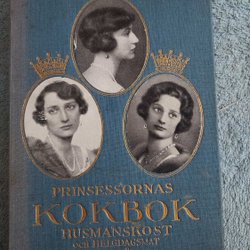 PRINSESSORNAS
KOKBOK
HUSMANSKOST
OCH HELGDAGSMAT